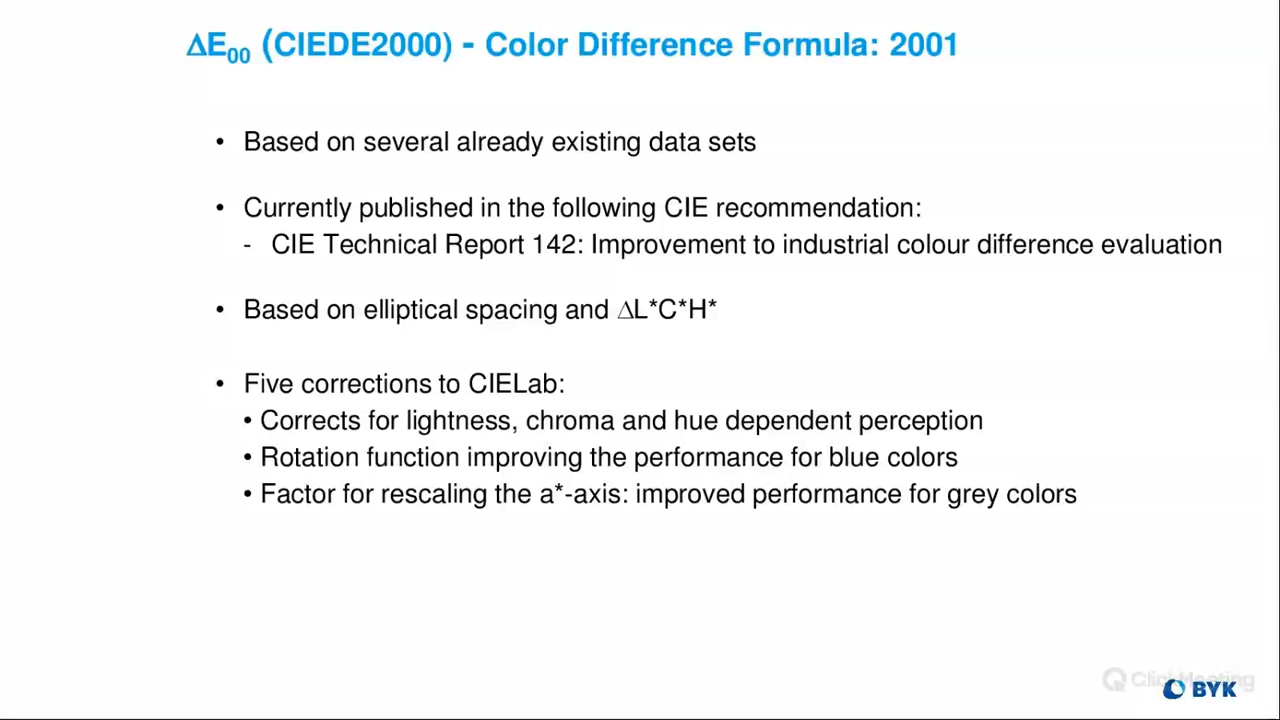 ΔE00 (CIEDE2000) - Color Difference Formula: 2001
• Based on several already existing data sets
• Currently published in the following CIE recommendation:
- CIE Technical Report 142: Improvement to industrial colour difference evaluation
• Based on elliptical spacing and ΔL*C*H*
• Five corrections to CIELab:
• Corrects for lightness, chroma and hue dependent perception
• Rotation function improving the performance for blue colors
• Factor for rescaling the a*-axis: improved performance for grey colors
ClickMeeting
BYK